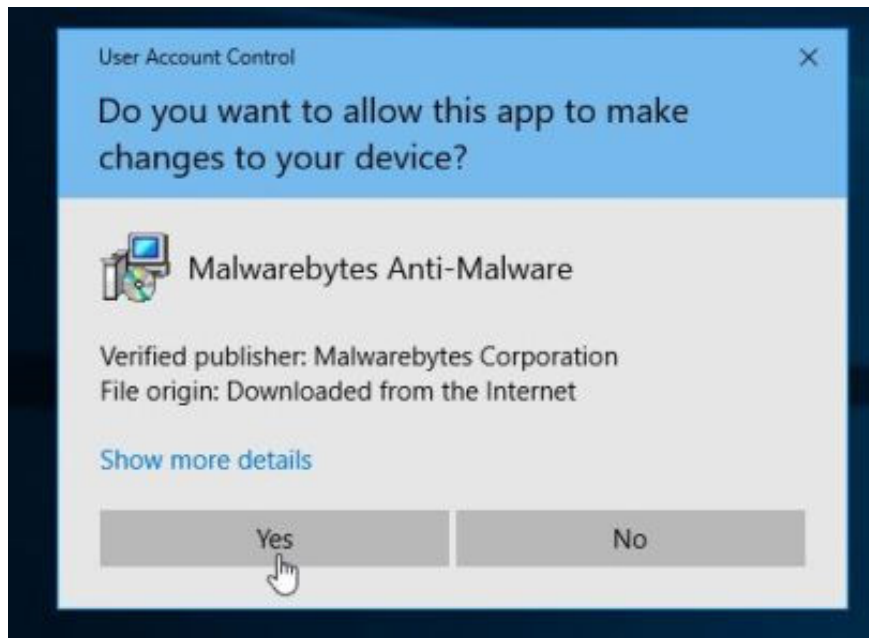 User Account Control
Do you want to allow this app to make
changes to your device?
Malwarebytes Anti-Malware
Verified publisher: Malwarebytes Corporation
File origin: Downloaded from the Internet
Show more details
Yes
No